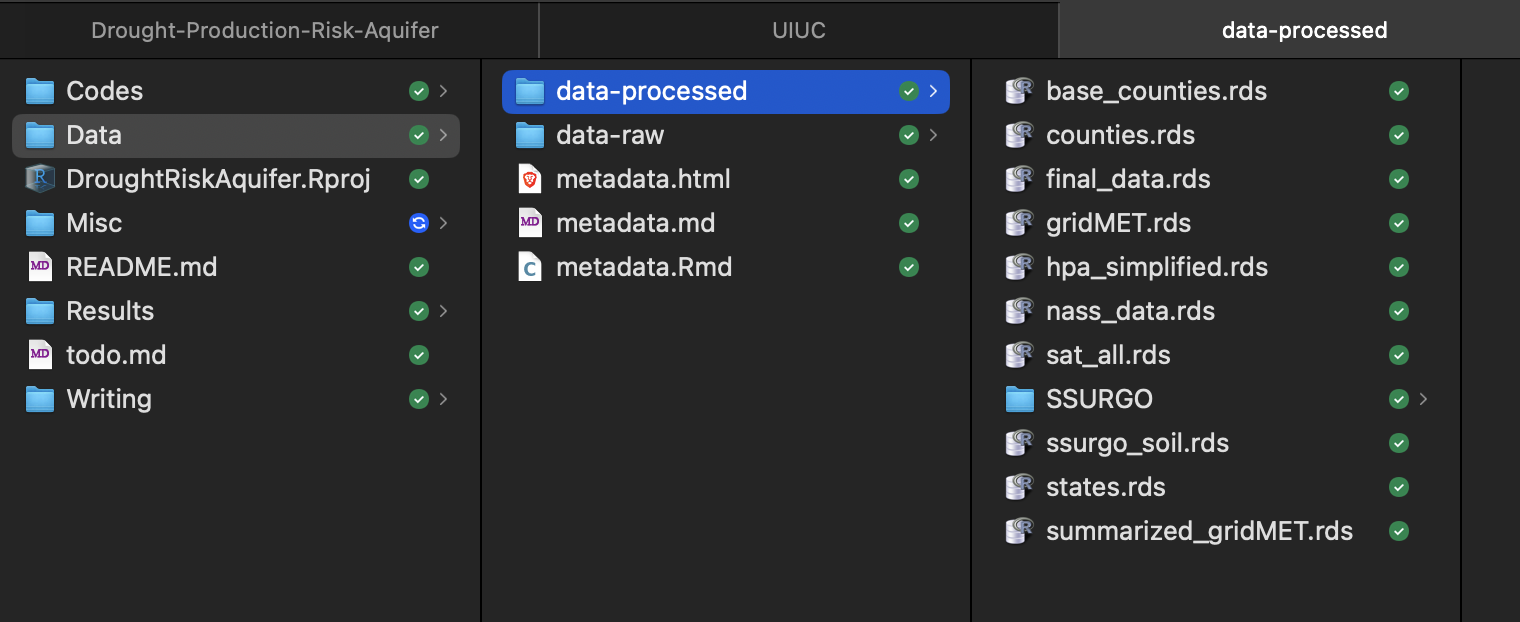 Drought-Production-Risk-Aquifer
UIUC
data-processed
Codes
Data
DroughtRiskAquifer.Rproj
Misc
README.md
Results
todo.md
Writing
data-processed
data-raw
metadata.html
metadata.md
metadata.Rmd
base_counties.rds
counties.rds
final_data.rds
gridMET.rds
hpa_simplified.rds
nass_data.rds
sat_all.rds
SSURGO
ssurgo_soil.rds
states.rds
summarized_gridMET.rds